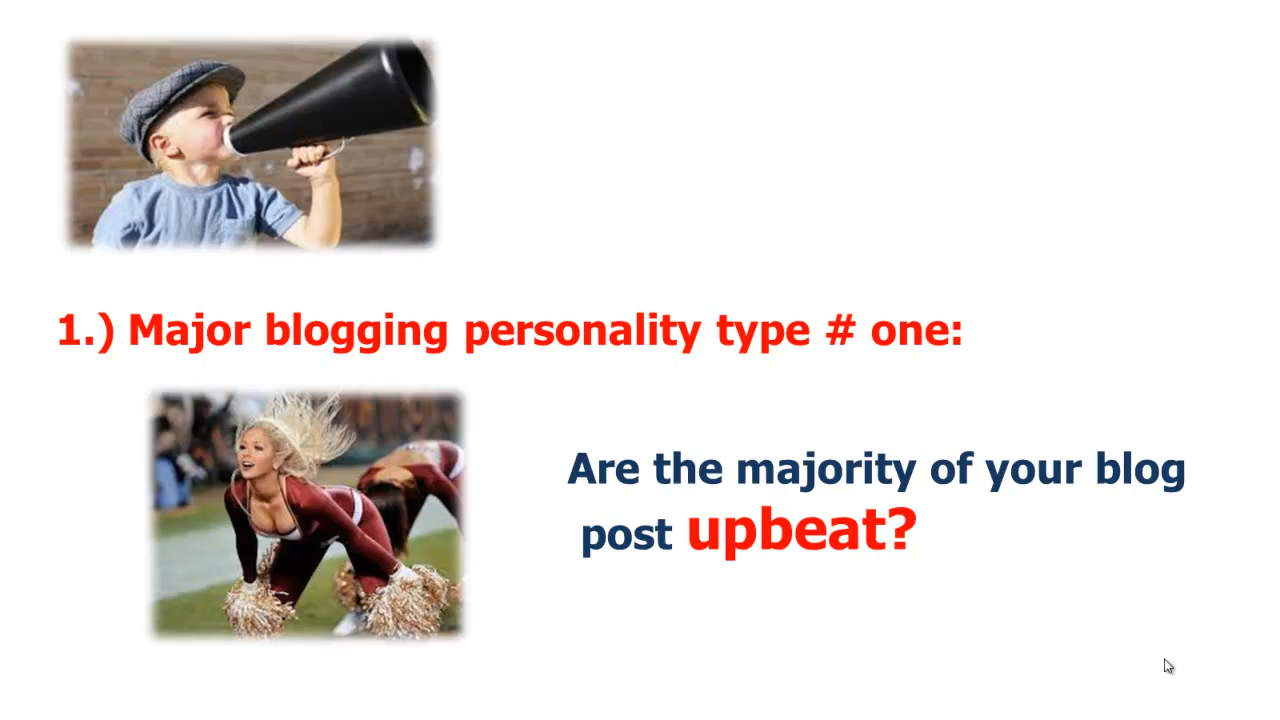 1.) Major blogging personality type # one:
Are the majority of your blog
post upbeat?